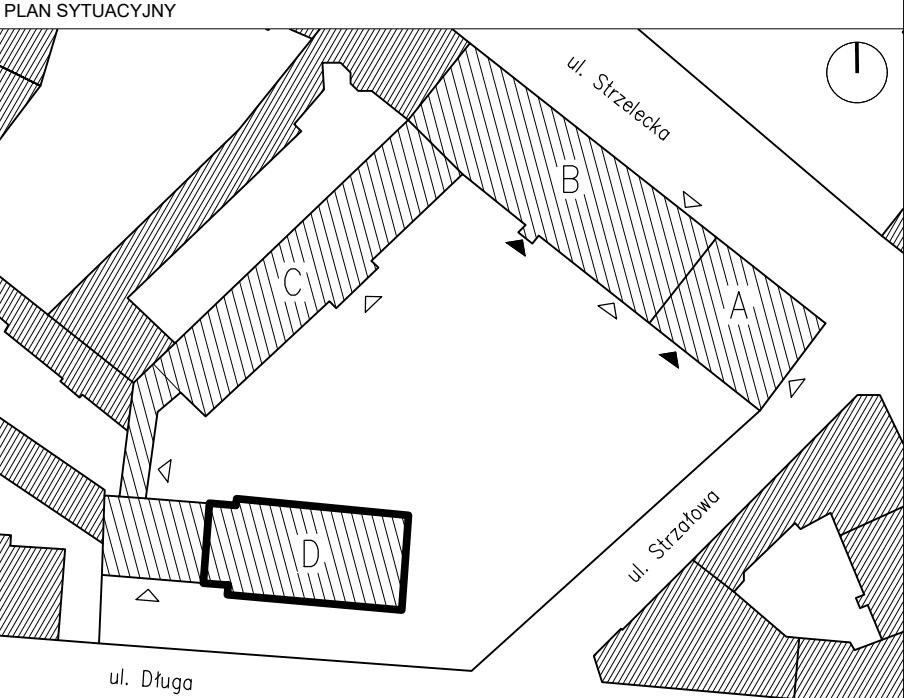 PLAN SYTUACYJNY
ul. Strzelecka
B
A
C
ul. Strzałowa
D
ul. Długa